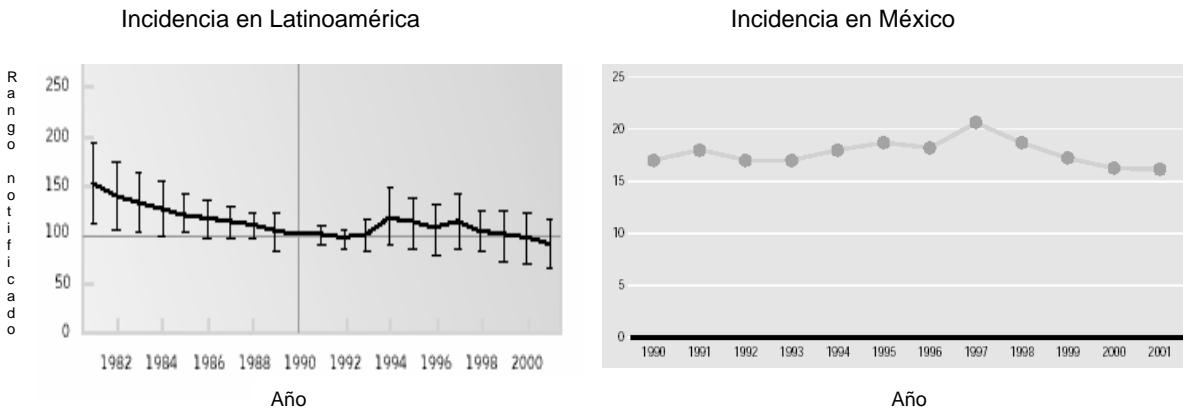 Incidencia en Latinoamérica
Rango notificado
250
200
150
100
50
0
1982 1984 1986 1988 1990 1992 1994 1996 1998 2000
Año
Incidencia en México
25
20
15
10
5
0
1990 1991 1992 1993 1994 1995 1996 1997 1998 1999 2000 2001
Año